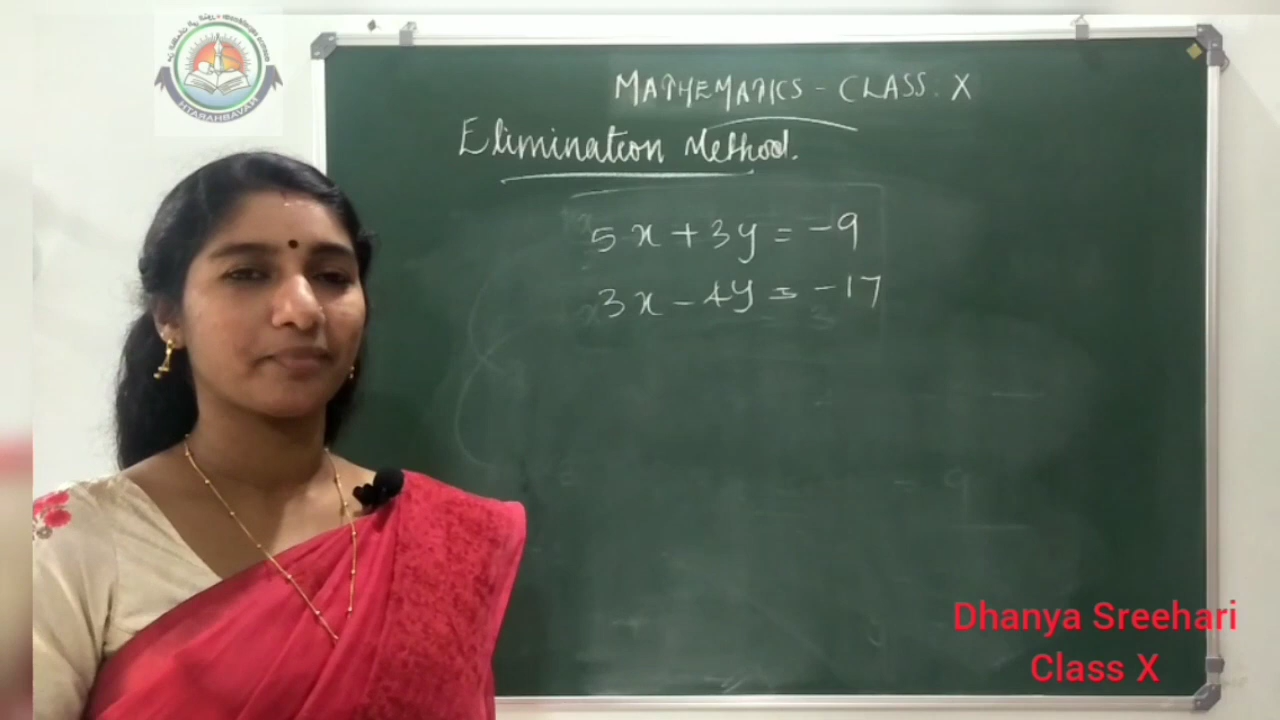 MATHEMATICS - CLASS. X
Elimination Method.
5x + 3y = -9
3x - 4y = -17
Dhanya Sreehari
Class X